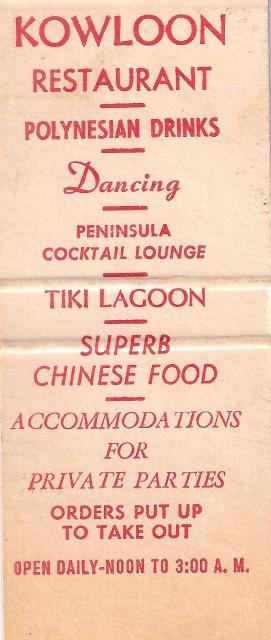 KOWLOON
RESTAURANT
POLYNESIAN DRINKS
Dancing
PENINSULA
COCKTAIL LOUNGE
TIKI LAGOON
SUPERB
CHINESE FOOD
ACCOMMODATIONS
FOR
PRIVATE PARTIES
ORDERS PUT UP
TO TAKE OUT
OPEN DAILY-NOON TO 3:00 A. M.